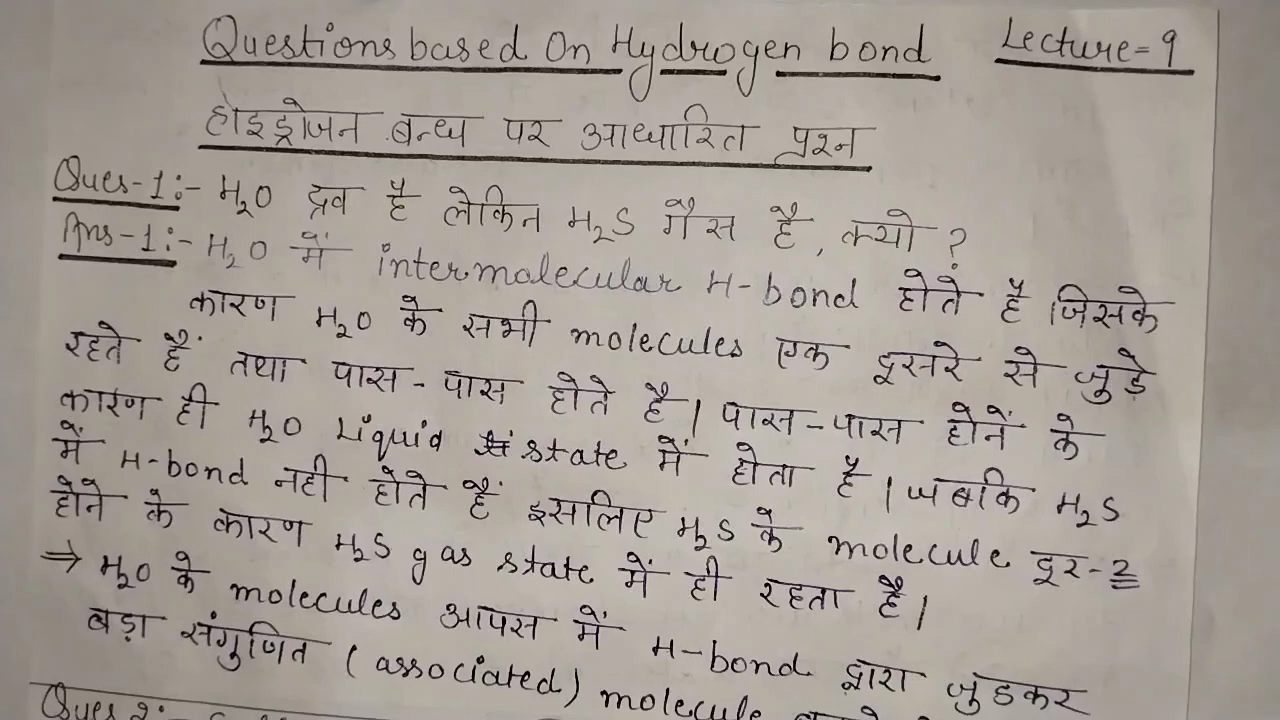 Questions based On Hydrogen bond Lecture-9
हाइड्रोजन बन्ध पर आधारित प्रश्न
Ques-1:- H₂O द्रव है लेकिन H₂S गैस है, क्यो ?
Ans-1:- H₂O में intermolecular H-bond होते है जिसके
कारण H₂O के सभी molecules एक दूसरे से जुड़े
रहते हैं तथा पास-पास होते है। पास-पास होनें के
कारण ही H₂O Liquid state में होता है। जबकि H₂S
में H-bond नही होते हैं इसलिए H₂S के molecule दूर-2
होने के कारण H₂S gas state में ही रहता है।
⇒ H₂O के molecules आपस में H-bond द्वारा जुडकर
बड़ा संगुणित (associated) molecule
Ques 2:-